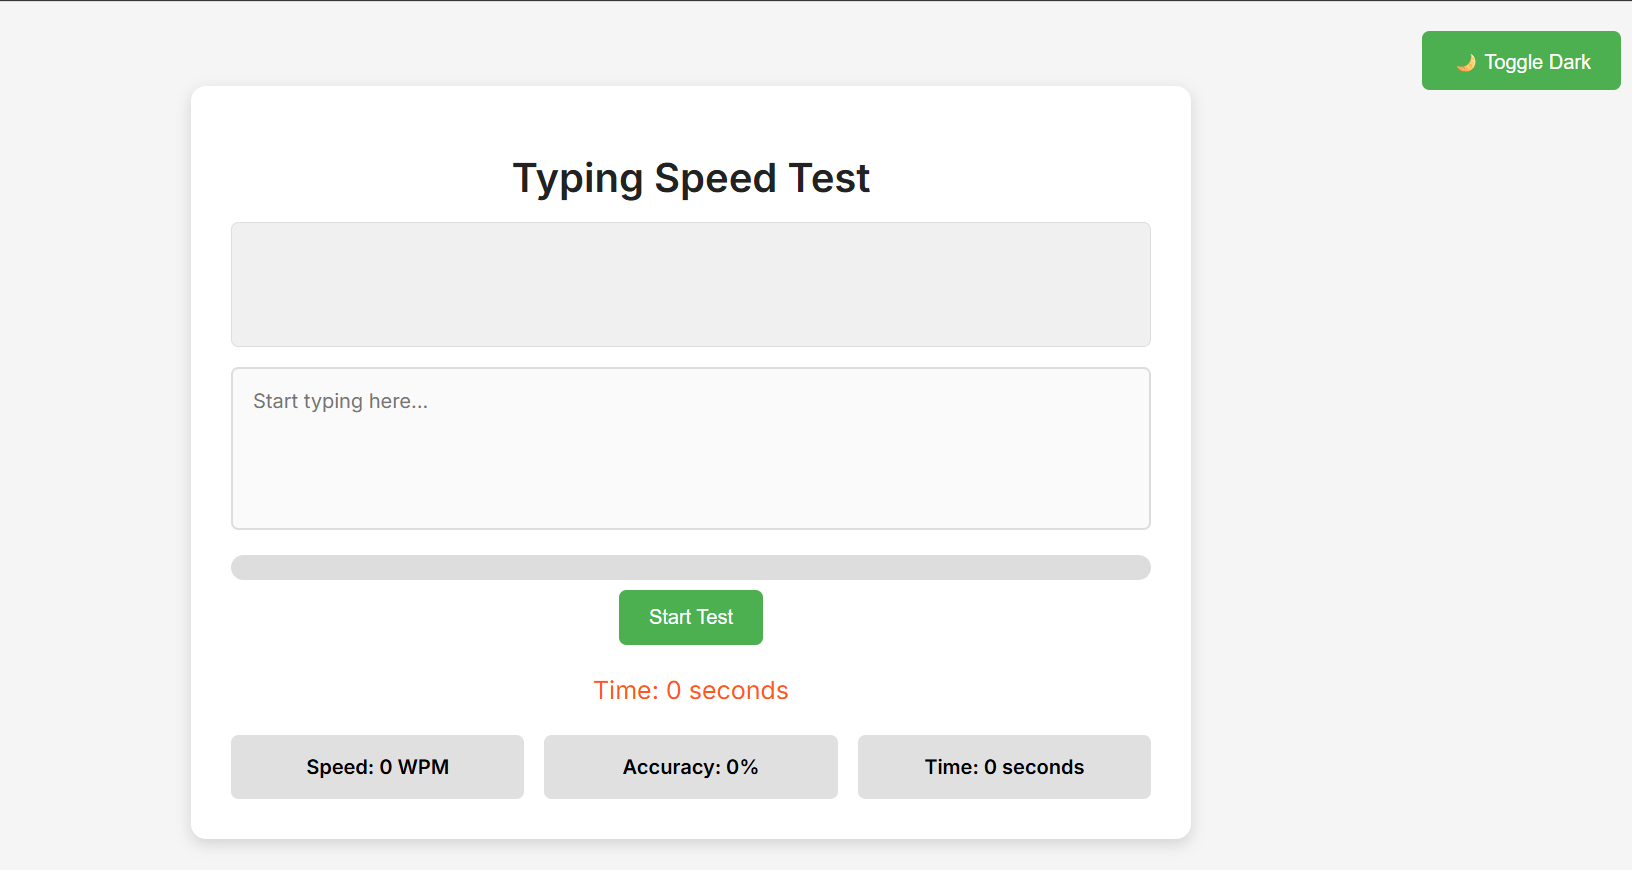 🌙 Toggle Dark
Typing Speed Test
Start typing here...
Start Test
Time: 0 seconds
Speed: 0 WPM
Accuracy: 0%
Time: 0 seconds